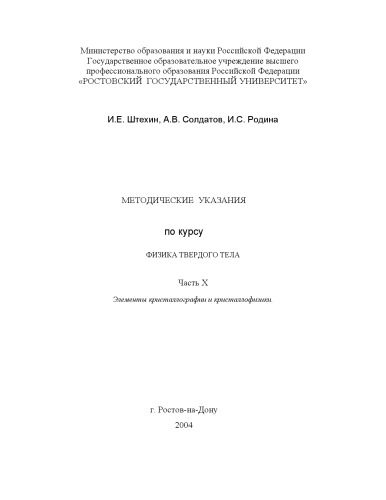 Министерство образования и науки Российской Федерации
Государственное образовательное учреждение высшего
профессионального образования Российской Федерации
«РОСТОВСКИЙ ГОСУДАРСТВЕННЫЙ УНИВЕРСИТЕТ»
И.Е. Штехин, А.В. Солдатов, И.С. Родина
МЕТОДИЧЕСКИЕ УКАЗАНИЯ
по курсу
ФИЗИКА ТВЕРДОГО ТЕЛА
Часть X
Элементы кристаллографии и кристаллофизики
г. Ростов-на-Дону
2004